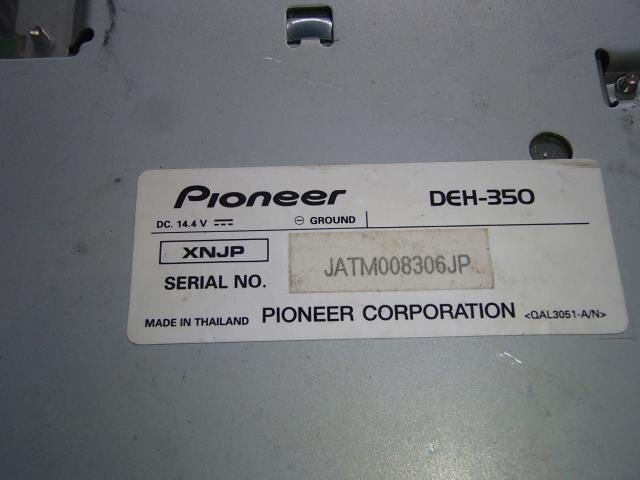 Pioneer DEH-350
DC. 14.4 V ⎓ ⊖ GROUND
XNJP
SERIAL NO. JATM008306JP
MADE IN THAILAND PIONEER CORPORATION <QAL3051-A/N>